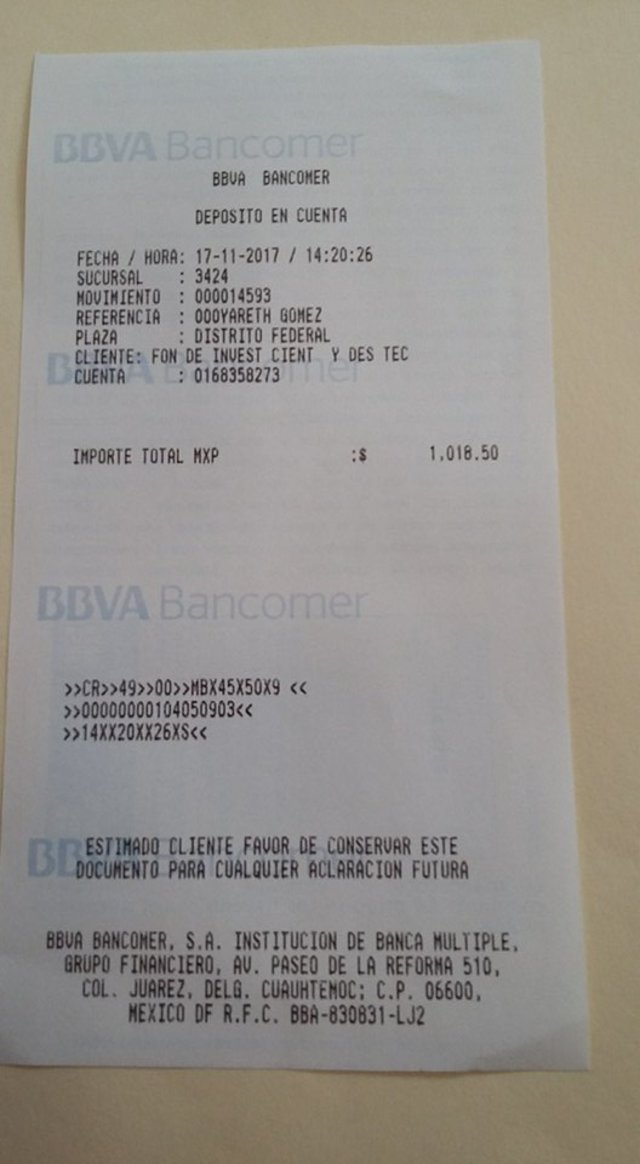 BBVA Bancomer
BBVA BANCOMER
DEPOSITO EN CUENTA
FECHA / HORA: 17-11-2017 / 14:20:26
SUCURSAL : 3424
MOVIMIENTO : 000014593
REFERENCIA : 000YARETH GOMEZ
PLAZA : DISTRITO FEDERAL
CLIENTE: FON DE INVEST CIENT Y DES TEC
BBVA Bancomer
CUENTA : 0168358273
IMPORTE TOTAL MXP :$ 1,018.50
BBVA Bancomer
>>CR>>49>>00>>MBX45X50X9 <<
>>00000000104050903<<
>>14XX20XX26XS<<
ESTIMADO CLIENTE FAVOR DE CONSERVAR ESTE
DOCUMENTO PARA CUALQUIER ACLARACION FUTURA
BBVA BANCOMER, S.A. INSTITUCION DE BANCA MULTIPLE,
GRUPO FINANCIERO, AV. PASEO DE LA REFORMA 510,
COL. JUAREZ, DELG. CUAUHTEMOC; C.P. 06600,
MEXICO DF R.F.C. BBA-830831-LJ2